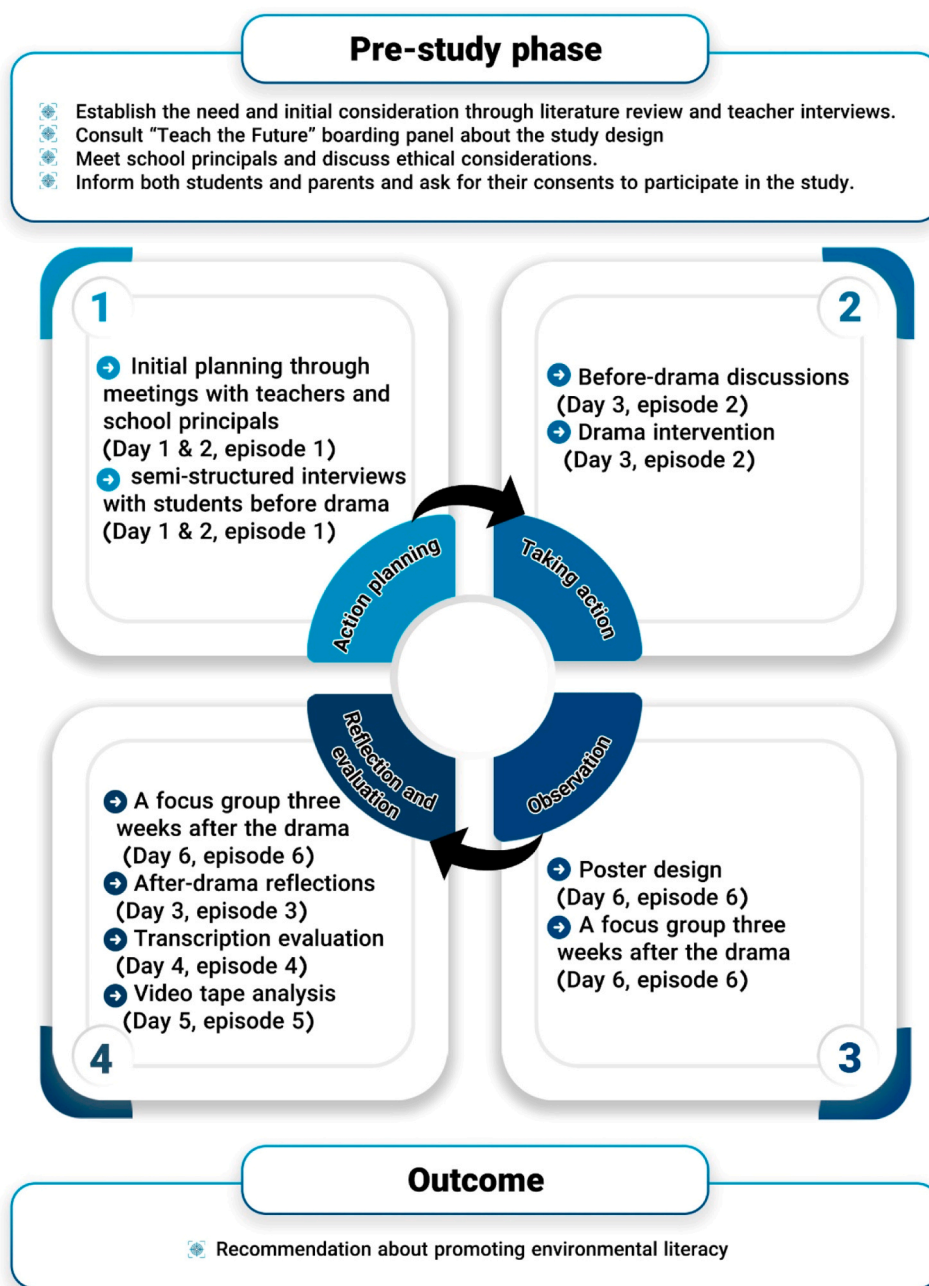 Pre-study phase
Establish the need and initial consideration through literature review and teacher interviews.
Consult “Teach the Future” boarding panel about the study design
Meet school principals and discuss ethical considerations.
Inform both students and parents and ask for their consents to participate in the study.
1
Initial planning through
meetings with teachers and
school principals
(Day 1 & 2, episode 1)
semi-structured interviews
with students before drama
(Day 1 & 2, episode 1)
Action planning
2
Before-drama discussions
(Day 3, episode 2)
Drama intervention
(Day 3, episode 2)
Taking action
Observation
Poster design
(Day 6, episode 6)
A focus group three
weeks after the drama
(Day 6, episode 6)
3
Reflection and
evaluation
A focus group three
weeks after the drama
(Day 6, episode 6)
After-drama reflections
(Day 3, episode 3)
Transcription evaluation
(Day 4, episode 4)
Video tape analysis
(Day 5, episode 5)
4
Outcome
Recommendation about promoting environmental literacy